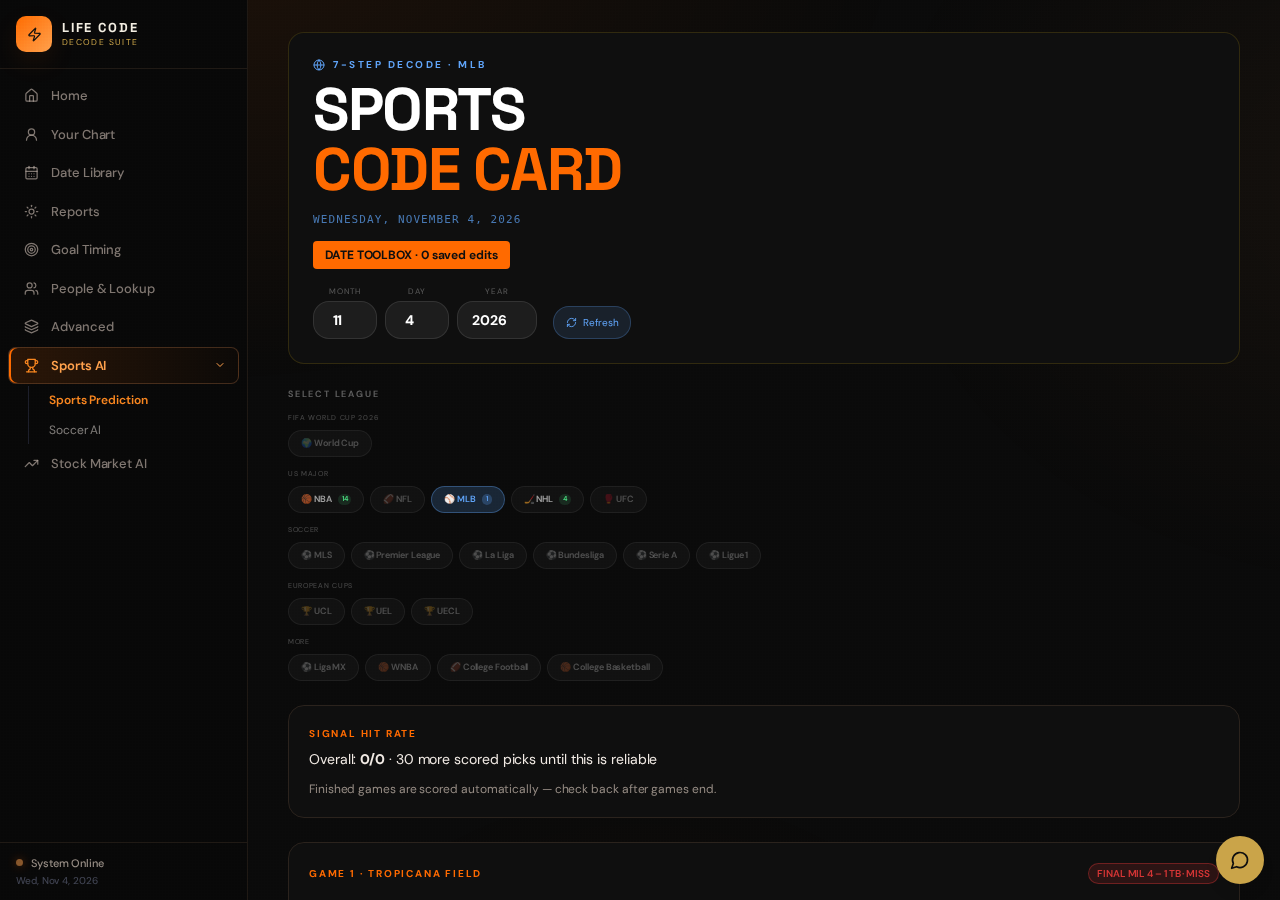 LIFE CODE
DECODE SUITE
Home
Your Chart
Date Library
Reports
Goal Timing
People & Lookup
Advanced
Sports AI
Sports Prediction
Soccer AI
Stock Market AI
System Online
Wed, Nov 4, 2026
7-STEP DECODE · MLB
SPORTS
CODE CARD
WEDNESDAY, NOVEMBER 4, 2026
DATE TOOLBOX · 0 saved edits
MONTH DAY YEAR
11 4 2026 Refresh
SELECT LEAGUE
FIFA WORLD CUP 2026
World Cup
US MAJOR
NBA 14 NFL MLB 1 NHL 4 UFC
SOCCER
MLS Premier League La Liga Bundesliga Serie A Ligue 1
EUROPEAN CUPS
UCL UEL UECL
MORE
Liga MX WNBA College Football College Basketball
SIGNAL HIT RATE
Overall: 0/0 · 30 more scored picks until this is reliable
Finished games are scored automatically — check back after games end.
GAME 1 · TROPICANA FIELD FINAL MIL 4 – 1 TB · MISS